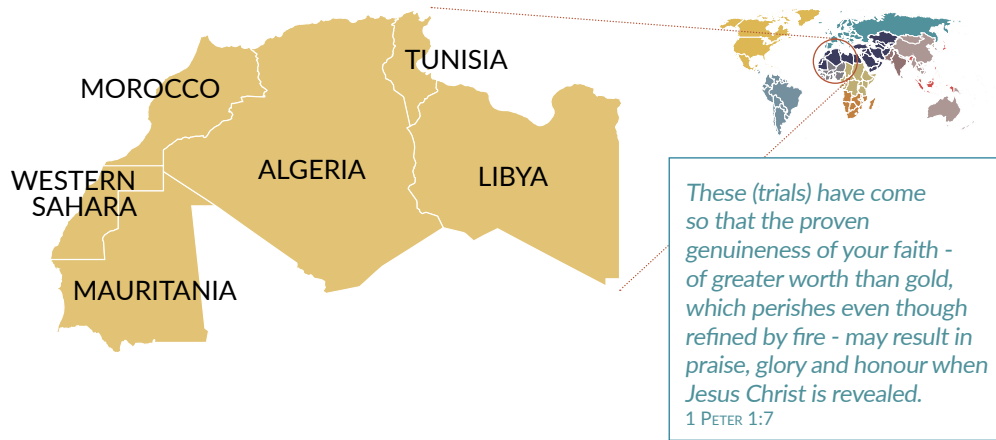 TUNISIA
MOROCCO
ALGERIA
LIBYA
WESTERN
SAHARA
MAURITANIA
These (trials) have come
so that the proven
genuineness of your faith -
of greater worth than gold,
which perishes even though
refined by fire - may result in
praise, glory and honour when
Jesus Christ is revealed.
1 PETER 1:7